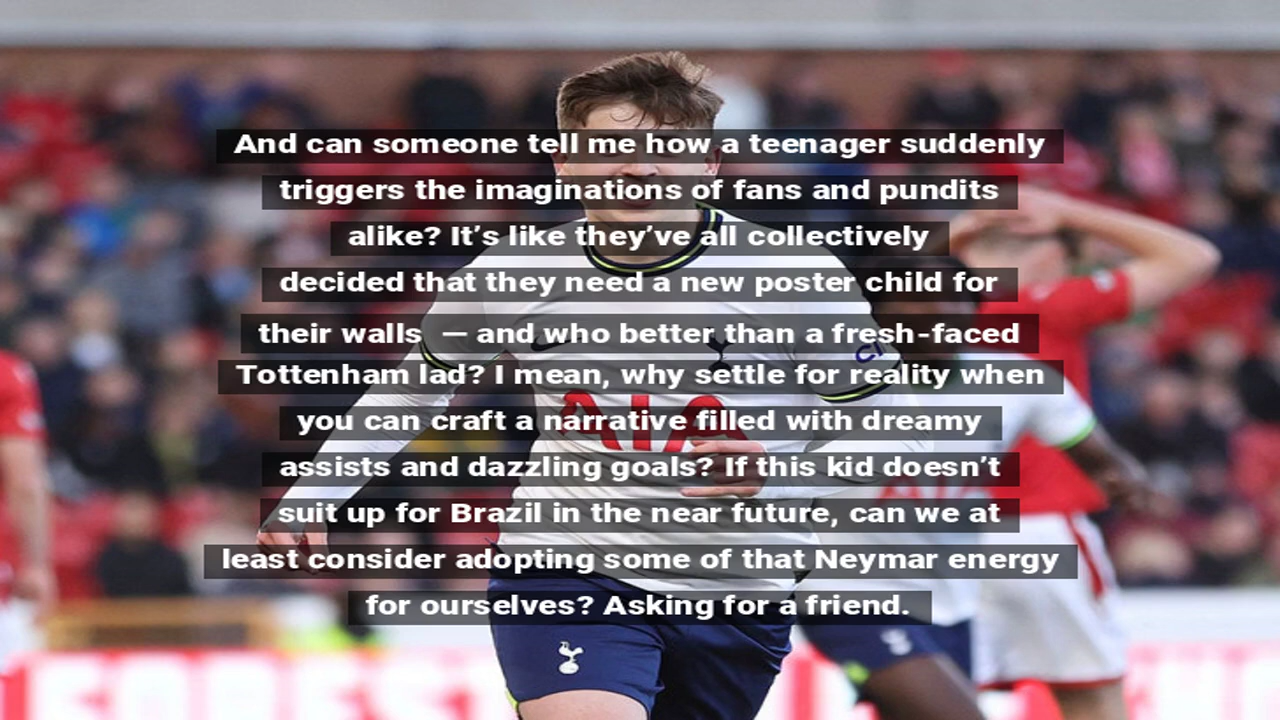 And can someone tell me how a teenager suddenly
triggers the imaginations of fans and pundits
alike? It’s like they’ve all collectively
decided that they need a new poster child for
their walls — and who better than a fresh-faced
Tottenham lad? I mean, why settle for reality when
you can craft a narrative filled with dreamy
assists and dazzling goals? If this kid doesn’t
suit up for Brazil in the near future, can we at
least consider adopting some of that Neymar energy
for ourselves? Asking for a friend.
AIA